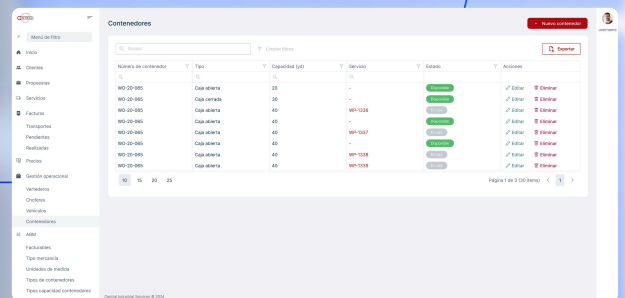 Contenedores
+ Nuevo contenedor
Menú de filtro
Buscar
Limpiar filtros
Exportar
Número de contenedor Tipo Capacidad (yd) Servicio Estado Acciones
WO-20-065 Caja abierta 20 - Disponible Editar Eliminar
WO-20-065 Caja cerrada 30 - Disponible Editar Eliminar
WO-20-065 Caja abierta 40 WP-1336 Editar Eliminar
WO-20-065 Caja abierta 40 - Disponible Editar Eliminar
WO-20-065 Caja abierta 40 WP-1337 Editar Eliminar
WO-20-065 Caja abierta 40 - Disponible Editar Eliminar
WO-20-065 Caja abierta 40 WP-1338 Editar Eliminar
WO-20-065 Caja abierta 40 WP-1339 Editar Eliminar
10 15 20 25
Página 1 de 3 (30 items) < 1 >
Inicio
Clientes
Propuestas
Servicios
Facturas
Transportes
Pendientes
Realizadas
Precios
Gestión operacional
Vertederos
Choferes
Vehículos
Contenedores
ABM
Facturables
Tipo mercancía
Unidades de medida
Tipos de contenedores
Tipos capacidad contenedores
Central Industrial Services © 2024